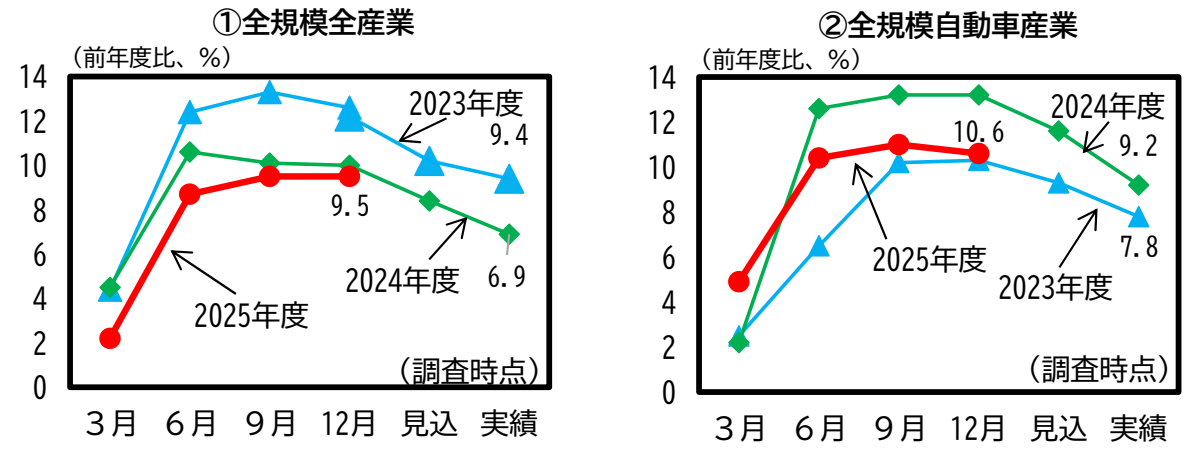 ①全規模全産業
（前年度比、％）
14
12
10
8
6
4
2
0
2023年度
9.4
9.5
2024年度
6.9
2025年度
（調査時点）
３月 ６月 ９月 12月 見込 実績
②全規模自動車産業
（前年度比、％）
14
12
10
8
6
4
2
0
2024年度
10.6
9.2
7.8
2025年度
2023年度
（調査時点）
３月 ６月 ９月 12月 見込 実績